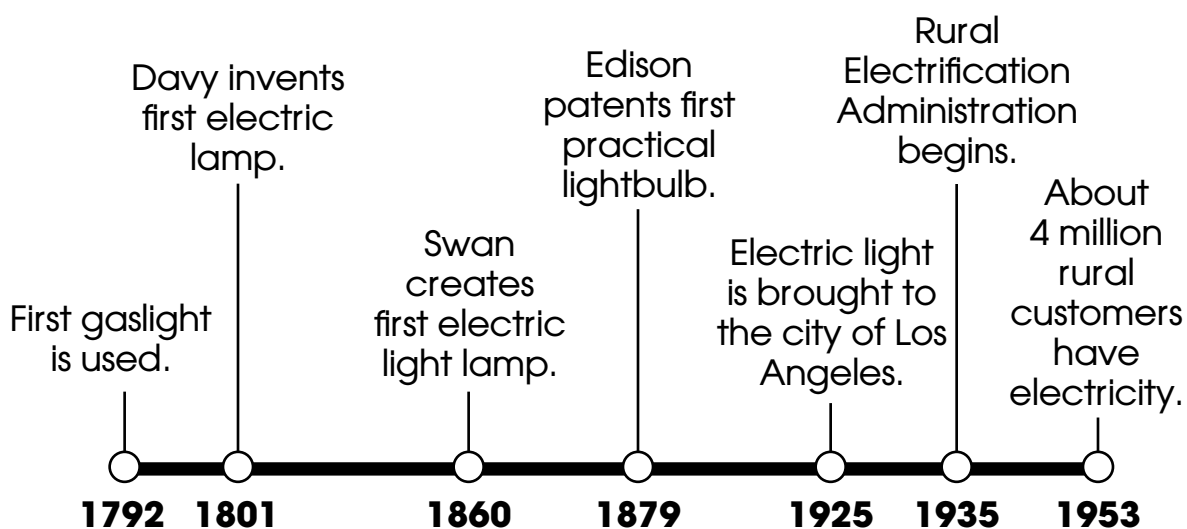 First gaslight
is used.
Davy invents
first electric
lamp.
Swan
creates
first electric
light lamp.
Edison
patents first
practical
lightbulb.
Electric light
is brought to
the city of Los
Angeles.
Rural
Electrification
Administration
begins.
About
4 million
rural
customers
have
electricity.
1792 1801 1860 1879 1925 1935 1953